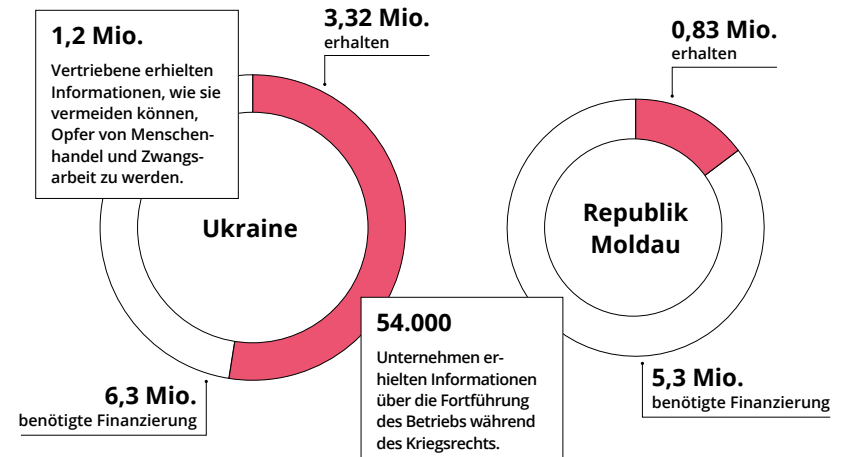 1,2 Mio.
Vertriebene erhielten
Informationen, wie sie
vermeiden können,
Opfer von Menschen-
handel und Zwangs-
arbeit zu werden.
3,32 Mio.
erhalten
Ukraine
6,3 Mio.
benötigte Finanzierung
54.000
Unternehmen er-
hielten Informationen
über die Fortführung
des Betriebs während
des Kriegsrechts.
0,83 Mio.
erhalten
Republik
Moldau
5,3 Mio.
benötigte Finanzierung